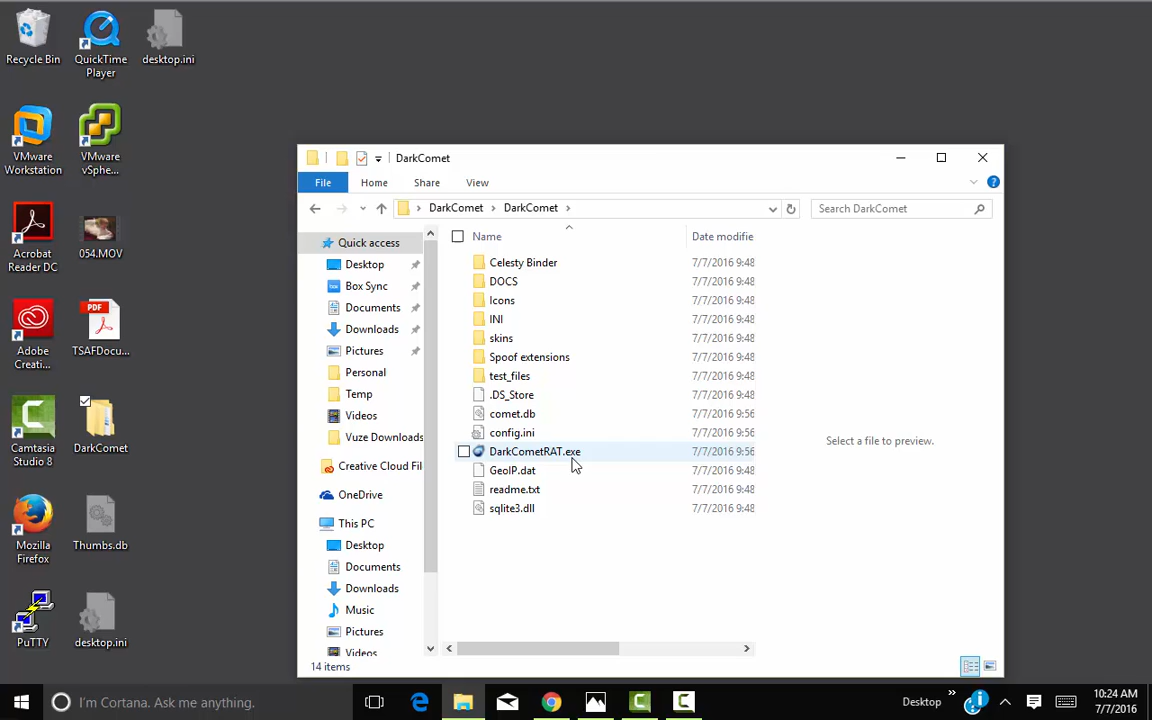 Recycle Bin
QuickTime
Player
desktop.ini
VMware
Workstation
VMware
vSphe...
Acrobat
Reader DC
054.MOV
Adobe
Creati...
PDF
TSAFDocu...
Camtasia
Studio 8
DarkComet
Mozilla
Firefox
Thumbs.db
PuTTY
desktop.ini
DarkComet
File
Home
Share
View
DarkComet
DarkComet
Search DarkComet
Quick access
Desktop
Box Sync
Documents
Downloads
Pictures
Personal
Temp
Videos
Vuze Downloads
Creative Cloud Fil
OneDrive
This PC
Desktop
Documents
Downloads
Music
Pictures
Videos
Name Date modifie
Celesty Binder 7/7/2016 9:48
DOCS 7/7/2016 9:48
Icons 7/7/2016 9:48
INI 7/7/2016 9:48
skins 7/7/2016 9:48
Spoof extensions 7/7/2016 9:48
test_files 7/7/2016 9:48
.DS_Store 7/7/2016 9:48
comet.db 7/7/2016 9:56
config.ini 7/7/2016 9:48
DarkCometRAT.exe 7/7/2016 9:56
GeoIP.dat 7/7/2016 9:48
readme.txt 7/7/2016 9:48
sqlite3.dll 7/7/2016 9:48
Select a file to preview.
14 items
I'm Cortana. Ask me anything.
Desktop
10:24 AM
7/7/2016